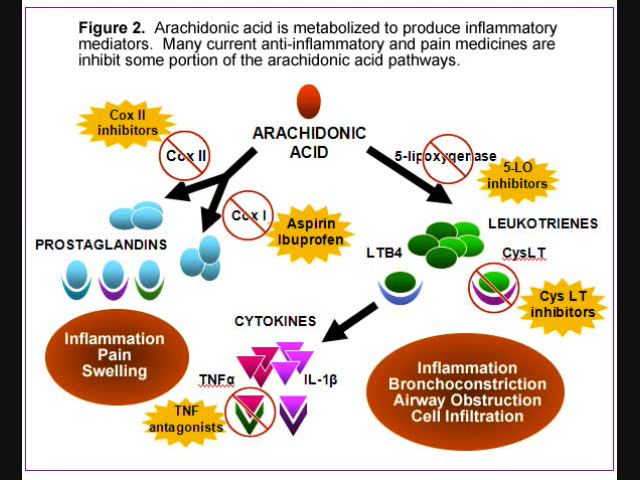 Figure 2.  Arachidonic acid is metabolized to produce inflammatory
mediators.  Many current anti-inflammatory and pain medicines are
inhibit some portion of the arachidonic acid pathways.
Cox II
inhibitors
Cox II
ARACHIDONIC
ACID
5-lipoxygenase
5-LO
inhibitors
Cox I
Aspirin
Ibuprofen
PROSTAGLANDINS
LEUKOTRIENES
LTB4
CysLT
Cys LT
inhibitors
CYTOKINES
Inflammation
Pain
Swelling
TNFα
IL-1β
TNF
antagonists
Inflammation
Bronchoconstriction
Airway Obstruction
Cell Infiltration